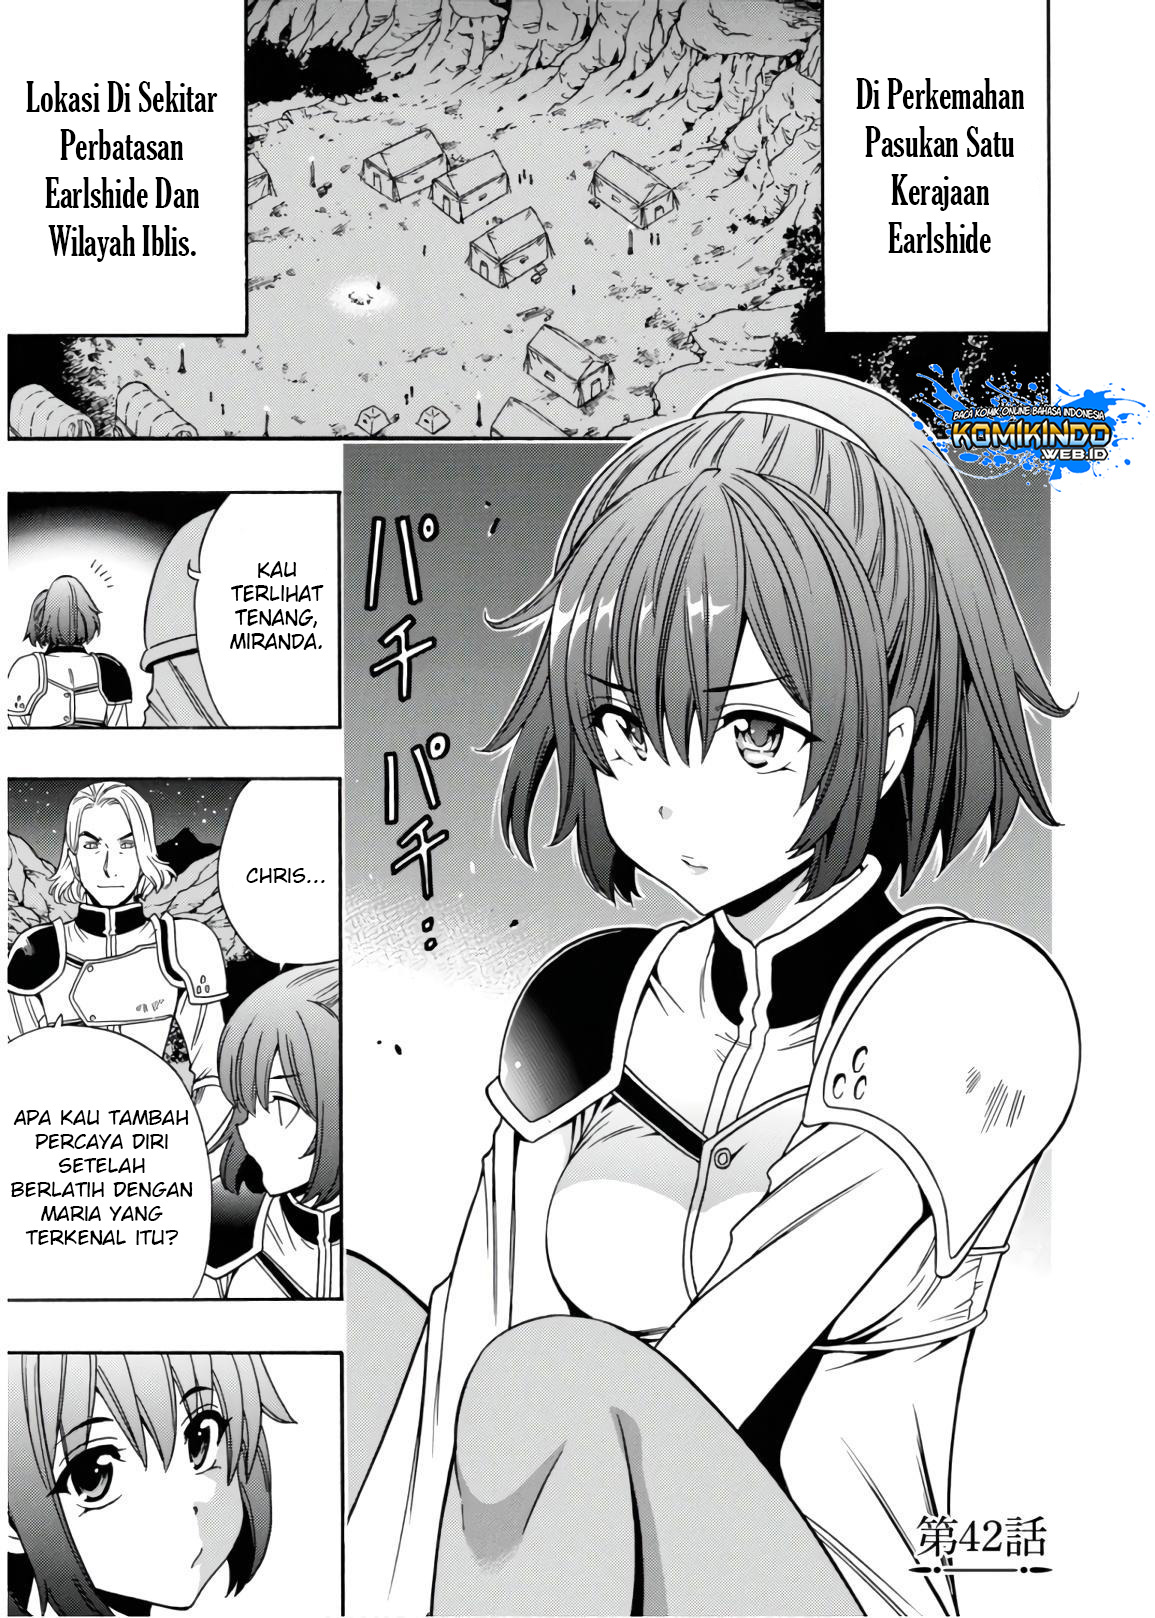 Di Perkemahan
Pasukan Satu
Kerajaan
Earlshide
Lokasi Di Sekitar
Perbatasan
Earlshide Dan
Wilayah Iblis.
BACA KOMIK ONLINE BAHASA INDONESIA
KOMIKINDO
WEB.ID
パチ
パチ…
KAU
TERLIHAT
TENANG,
MIRANDA.
CHRIS...
APA KAU TAMBAH
PERCAYA DIRI
SETELAH
BERLATIH DENGAN
MARIA YANG
TERKENAL ITU?
第42話